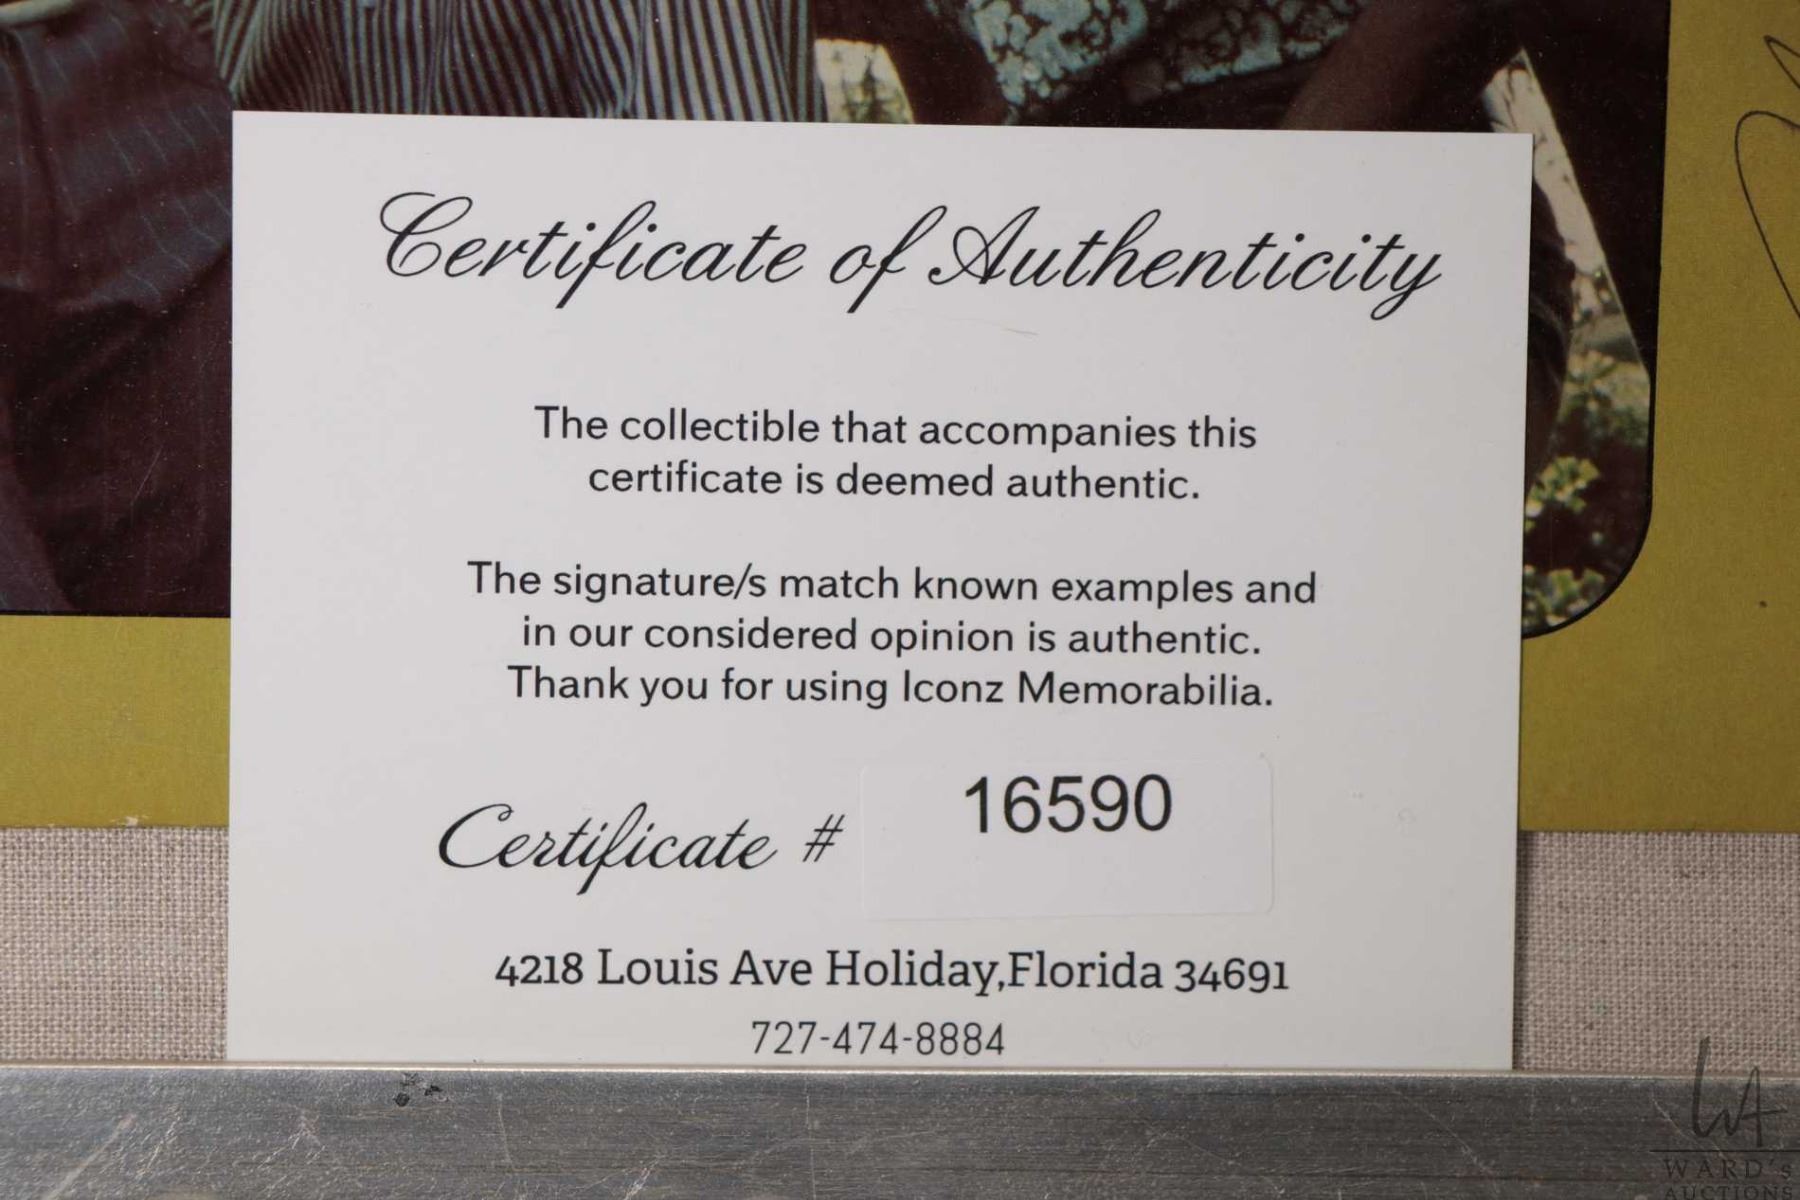 Certificate of Authenticity
The collectible that accompanies this
certificate is deemed authentic.
The signature/s match known examples and
in our considered opinion is authentic.
Thank you for using Iconz Memorabilia.
Certificate # 16590
4218 Louis Ave Holiday,Florida 34691
727-474-8884
WA
WARD's
AUCTIONS